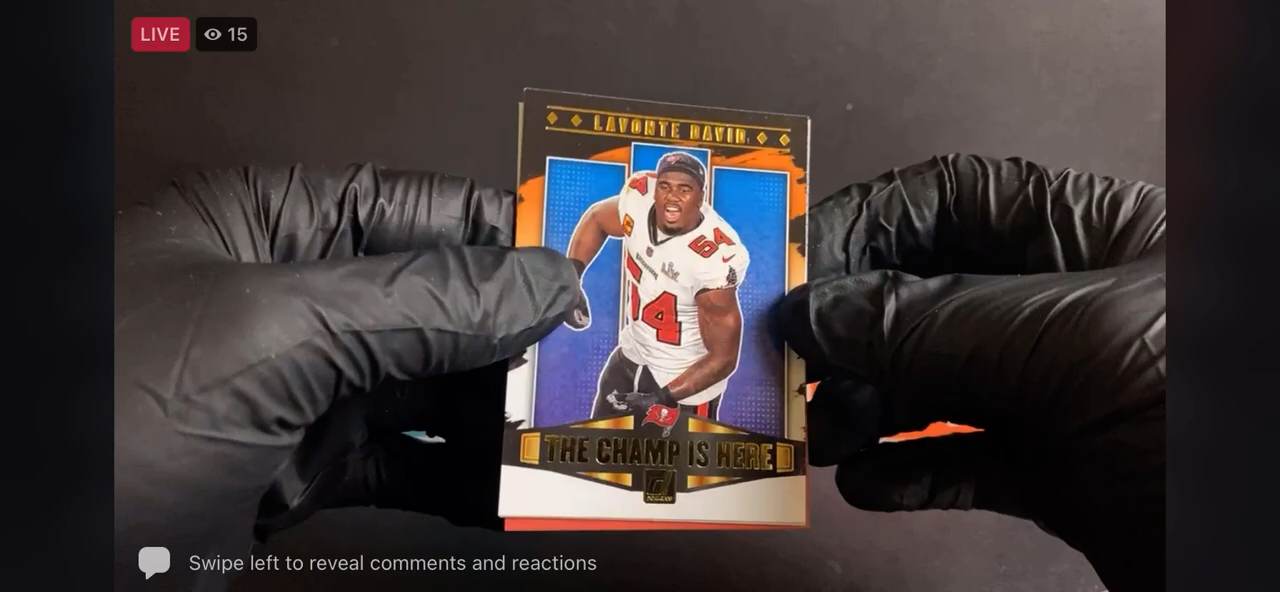 LIVE 15
LAVONTE DAVID
54
54
THE CHAMP IS HERE
Swipe left to reveal comments and reactions